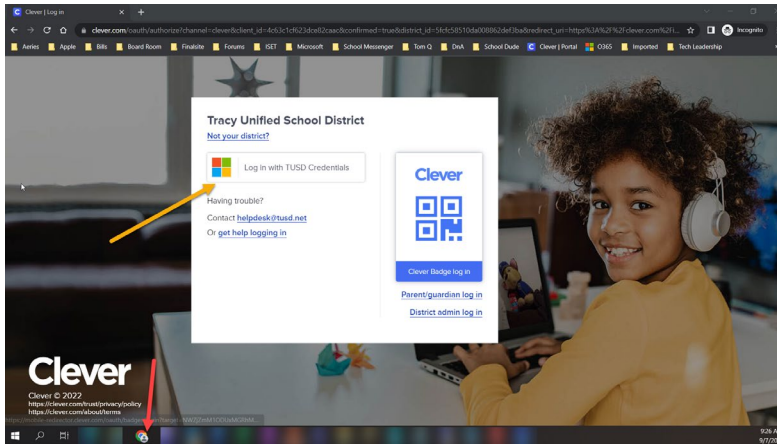 Clever | Log in
clever.com/oauth/authorize?channel=clever&client_id=4c63c1cf623dce82caac&confirmed=true&district_id=5fcfc58510da008862def3ba&redirect_uri=https%3A%2F%2Fclever.com%2Fi...
Incognito
Aeries Apple Bills Board Room Finalsite Forums ISET Microsoft School Messenger Tom Q DnA School Dude Clever | Portal O365 Imported Tech Leadership
Tracy Unified School District
Not your district?
Log in with TUSD Credentials
Having trouble?
Contact helpdesk@tusd.net
Or get help logging in
Clever
Clever Badge log in
Parent/guardian log in
District admin log in
Clever
Clever © 2022
https://clever.com/trust/privacy/policy
https://clever.com/about/terms
9:26 A